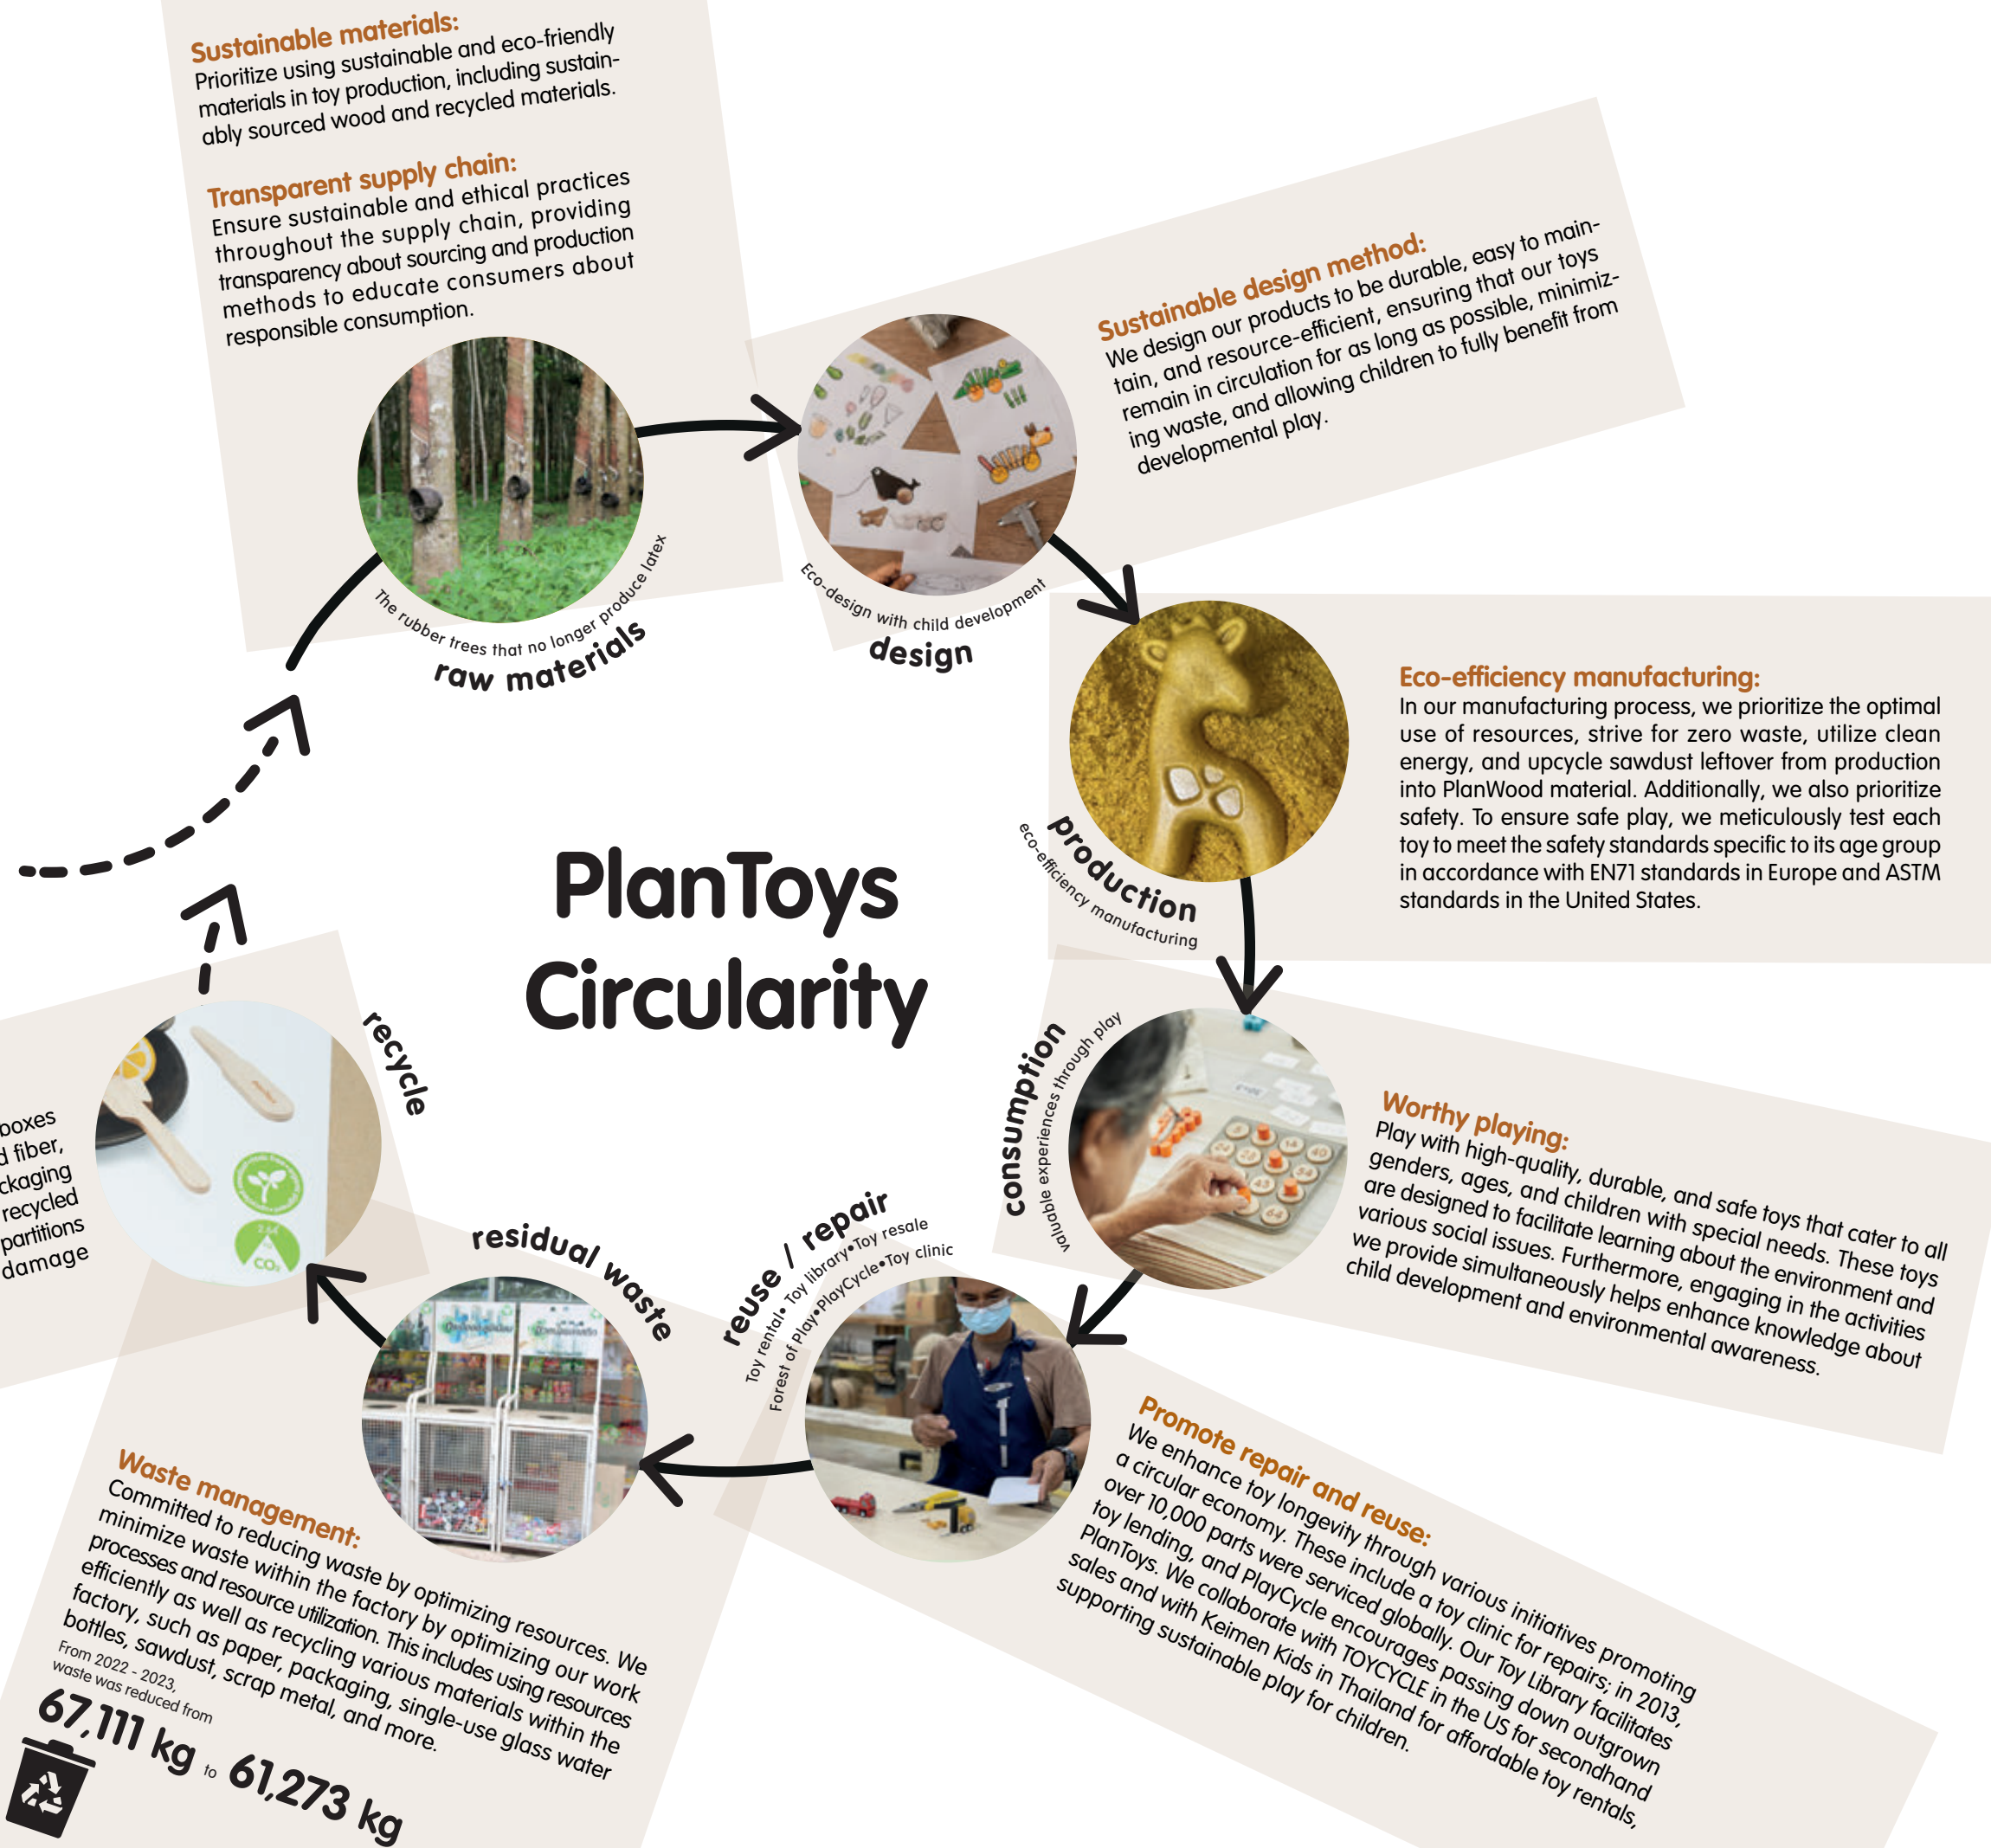 Sustainable materials:
Prioritize using sustainable and eco-friendly
materials in toy production, including sustain-
ably sourced wood and recycled materials.
Transparent supply chain:
Ensure sustainable and ethical practices
throughout the supply chain, providing
transparency about sourcing and production
methods to educate consumers about
responsible consumption.
The rubber trees that no longer produce latex
raw materials
Sustainable design method:
We design our products to be durable, easy to main-
tain, and resource-efficient, ensuring that our toys
remain in circulation for as long as possible, minimiz-
ing waste, and allowing children to fully benefit from
developmental play.
Eco-design with child development
design
Eco-efficiency manufacturing:
In our manufacturing process, we prioritize the optimal
use of resources, strive for zero waste, utilize clean
energy, and upcycle sawdust leftover from production
into PlanWood material. Additionally, we also prioritize
safety. To ensure safe play, we meticulously test each
toy to meet the safety standards specific to its age group
in accordance with EN71 standards in Europe and ASTM
standards in the United States.
production
eco-efficiency manufacturing
PlanToys
Circularity
consumption
valuable experiences through play
40
34
43
64
Worthy playing:
Play with high-quality, durable, and safe toys that cater to all
genders, ages, and children with special needs. These toys
are designed to facilitate learning about the environment and
various social issues. Furthermore, engaging in the activities
we provide simultaneously helps enhance knowledge about
child development and environmental awareness.
reuse / repair
Toy rental• Toy library•Toy resale
Forest of Play•PlayCycle•Toy clinic
Promote repair and reuse:
We enhance toy longevity through various initiatives promoting
a circular economy. These include a toy clinic for repairs; in 2013,
over 10,000 parts were serviced globally. Our Toy Library facilitates
toy lending, and PlayCycle encourages passing down outgrown
PlanToys. We collaborate with TOYCYCLE in the US for secondhand
sales and with Keimen Kids in Thailand for affordable toy rentals,
supporting sustainable play for children.
residual waste
Waste management:
Committed to reducing waste by optimizing resources. We
minimize waste within the factory by optimizing our work
processes and resource utilization. This includes using resources
efficiently as well as recycling various materials within the
factory, such as paper, packaging, single-use glass water
bottles, sawdust, scrap metal, and more.
From 2022 - 2023,
waste was reduced from
67,111 kg to 61,273 kg
recycle
CO₂
boxes
fiber,
recycled
partitions
damage